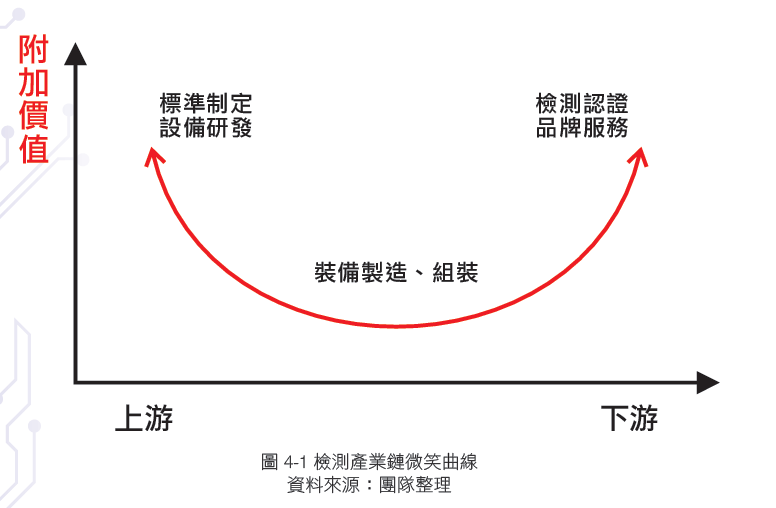 附加價值
標準制定
設備研發
檢測認證
品牌服務
裝備製造、組裝
上游
下游
圖 4-1 檢測產業鏈微笑曲線
資料來源：團隊整理